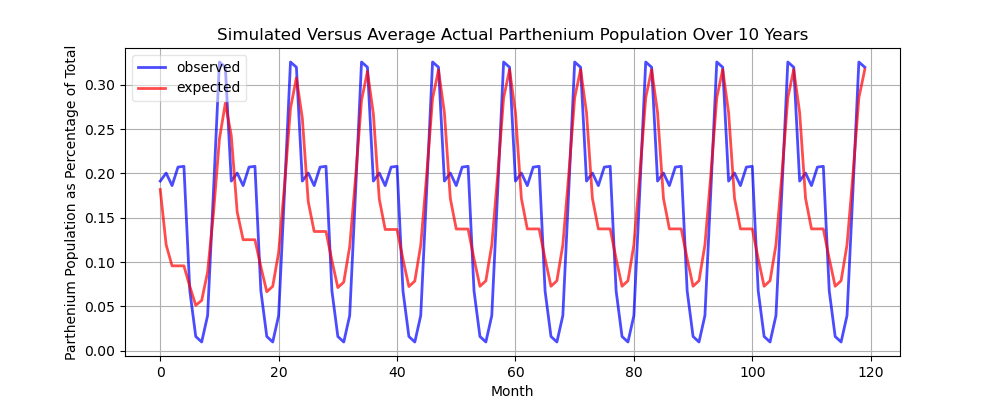 Simulated Versus Average Actual Parthenium Population Over 10 Years
Parthenium Population as Percentage of Total
0.30
0.25
0.20
0.15
0.10
0.05
0.00
observed
expected
0 20 40 60 80 100 120
Month